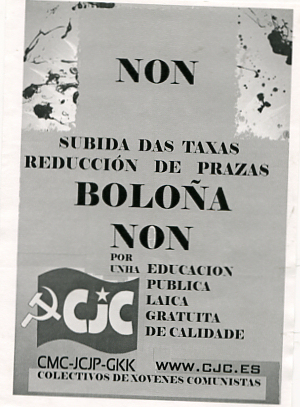 NON
SUBIDA DAS TAXAS
REDUCCIÓN DE PRAZAS
BOLOÑA
NON
POR
UNHA EDUCACION
PUBLICA
LAICA
GRATUITA
DE CALIDADE
CJC
CMC-JCJP-GKK WWW.CJC.ES
COLECTIVOS DE XOVENES COMUNISTAS